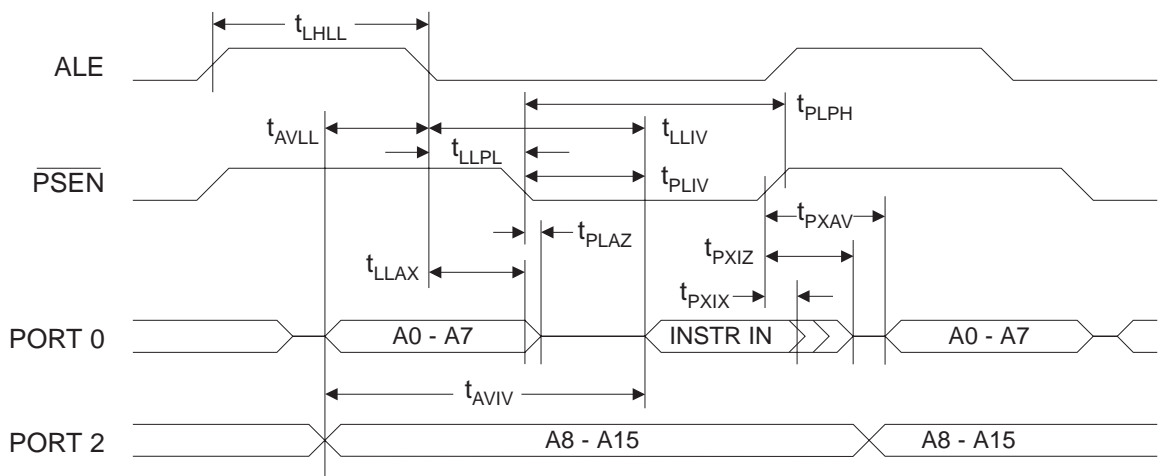 tLHLL
ALE
tPLPH
tAVLL
tLLIV
tLLPL
PSEN
tPLIV
tPXAV
tPLAZ
tPXIZ
tLLAX
tPXIX
PORT 0
A0 - A7
INSTR IN
A0 - A7
tAVIV
PORT 2
A8 - A15
A8 - A15